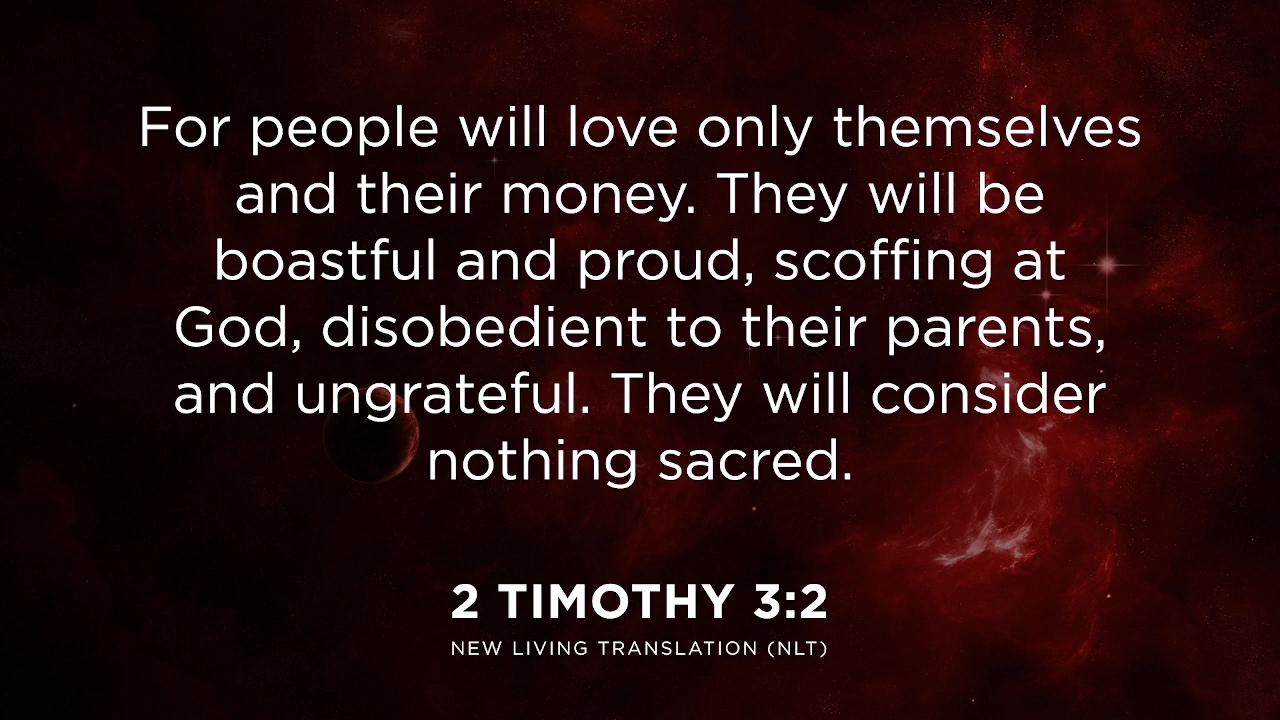 For people will love only themselves
and their money. They will be
boastful and proud, scoffing at
God, disobedient to their parents,
and ungrateful. They will consider
nothing sacred.
2 TIMOTHY 3:2
NEW LIVING TRANSLATION (NLT)